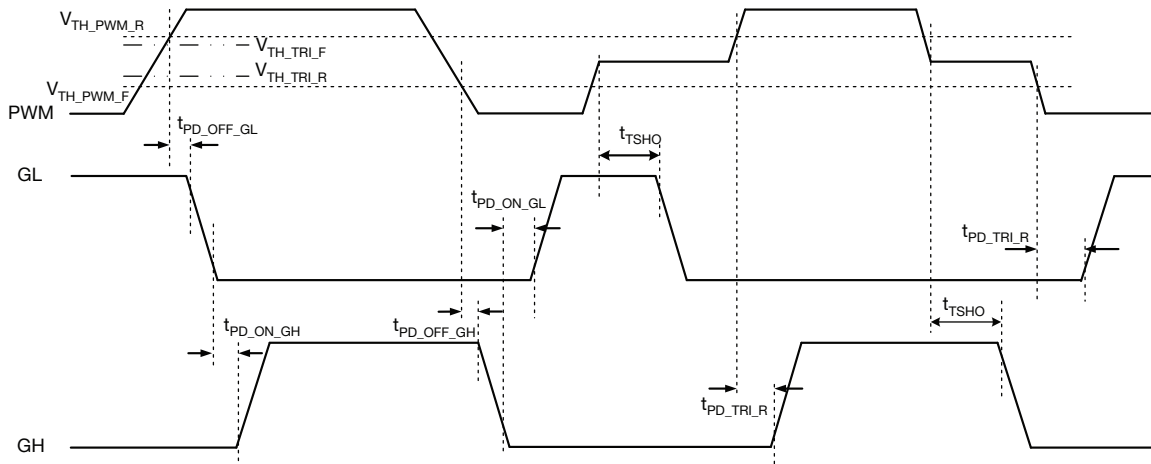 V_TH_PWM_R
V_TH_TRI_F
V_TH_TRI_R
V_TH_PWM_F
PWM
t_PD_OFF_GL
t_TSHO
GL
t_PD_ON_GL
t_PD_TRI_R
t_TSHO
t_PD_ON_GH
t_PD_OFF_GH
t_PD_TRI_R
GH